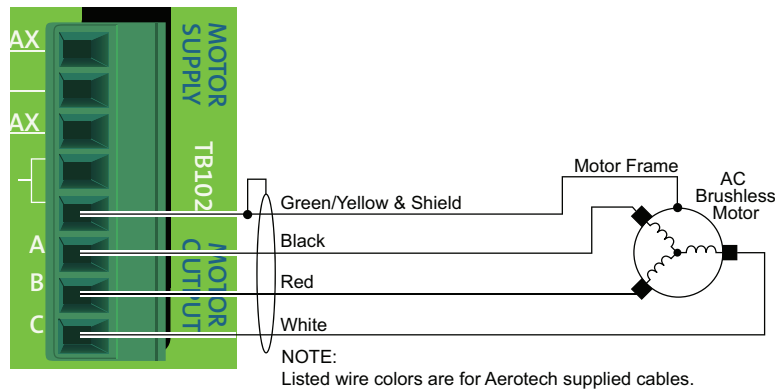 AX
MOTOR
SUPPLY
AX
TB102
A
B
C
MOTOR
OUTPUT
Green/Yellow & Shield
Black
Red
White
Motor Frame
AC
Brushless
Motor
NOTE:
Listed wire colors are for Aerotech supplied cables.